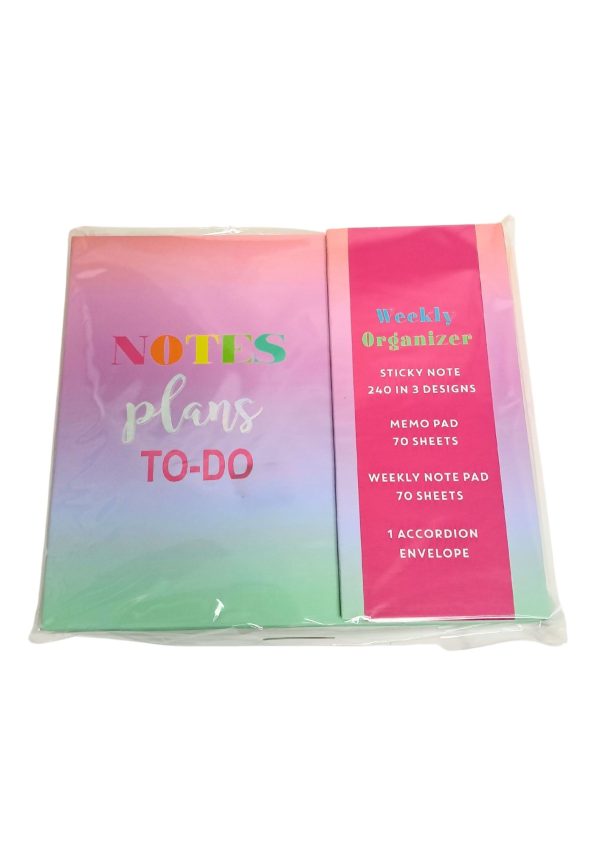 NOTES
plans
TO-DO
Weekly
Organizer
STICKY NOTE
240 IN 3 DESIGNS
MEMO PAD
70 SHEETS
WEEKLY NOTE PAD
70 SHEETS
1 ACCORDION
ENVELOPE